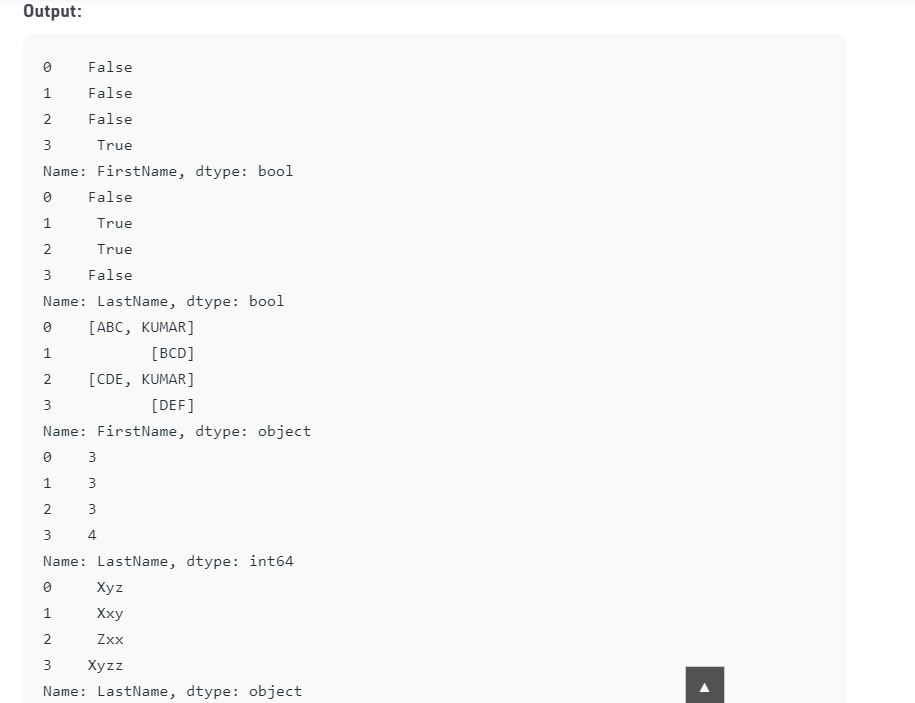 Output:
0    False
1    False
2    False
3     True
Name: FirstName, dtype: bool
0    False
1     True
2     True
3    False
Name: LastName, dtype: bool
0    [ABC, KUMAR]
1           [BCD]
2    [CDE, KUMAR]
3           [DEF]
Name: FirstName, dtype: object
0    3
1    3
2    3
3    4
Name: LastName, dtype: int64
0     Xyz
1     Xxy
2     Zxx
3    Xyzz
Name: LastName, dtype: object